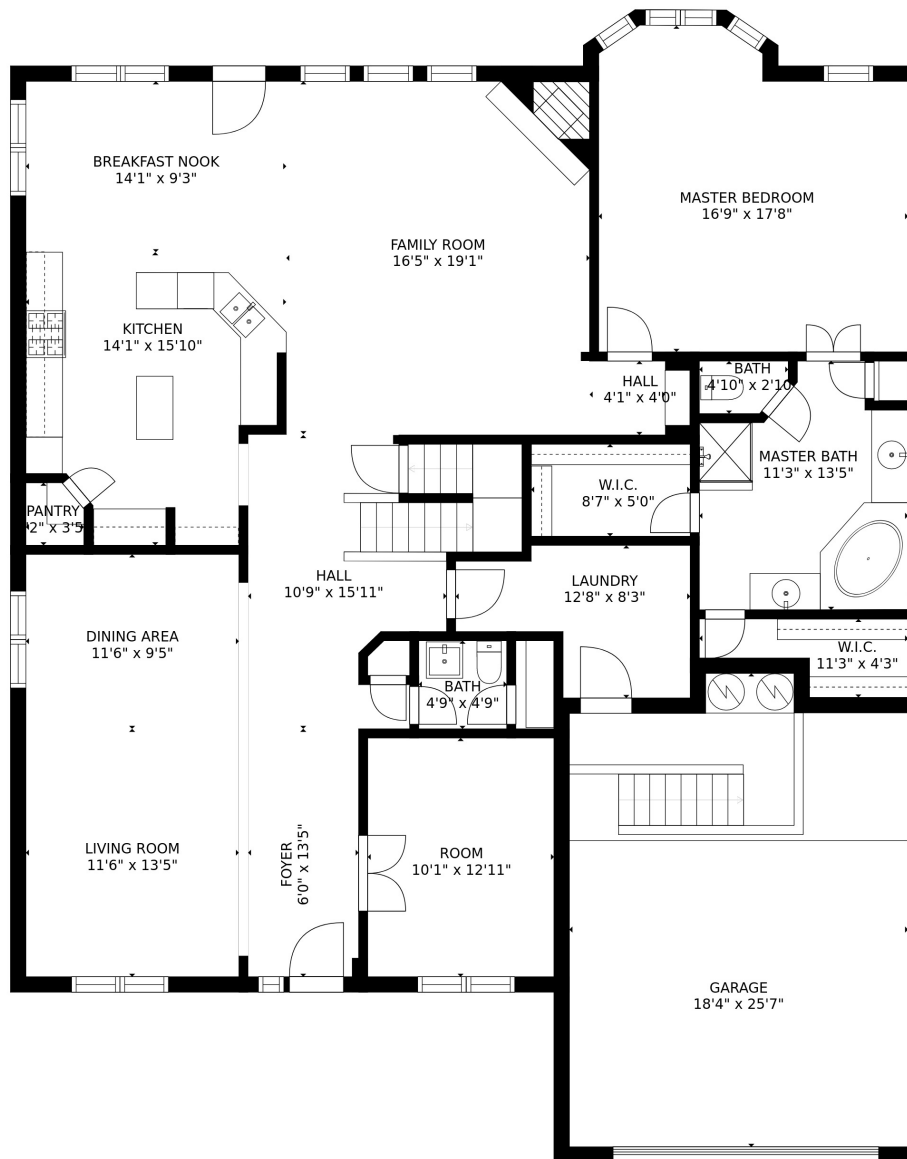 BREAKFAST NOOK
14'1" x 9'3"
MASTER BEDROOM
16'9" x 17'8"
FAMILY ROOM
16'5" x 19'1"
KITCHEN
14'1" x 15'10"
HALL
4'1" x 4'0"
BATH
4'10" x 2'10"
MASTER BATH
11'3" x 13'5"
W.I.C.
8'7" x 5'0"
PANTRY
2" x 3'5"
HALL
10'9" x 15'11"
LAUNDRY
12'8" x 8'3"
DINING AREA
11'6" x 9'5"
W.I.C.
11'3" x 4'3"
BATH
4'9" x 4'9"
LIVING ROOM
11'6" x 13'5"
FOYER
6'0" x 13'5"
ROOM
10'1" x 12'11"
GARAGE
18'4" x 25'7"